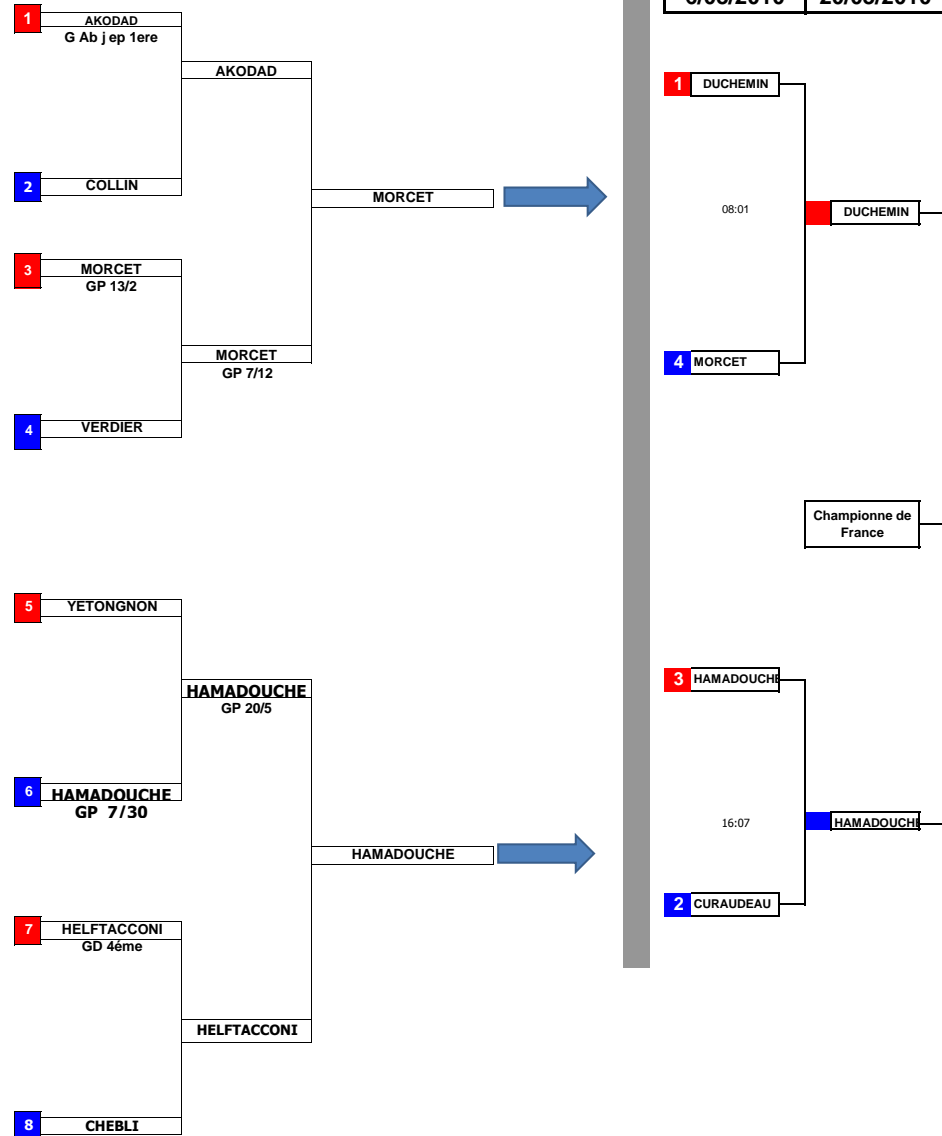 1
AKODAD
G Ab j ep 1ere
AKODAD
2
COLLIN
MORCET
3
MORCET
GP 13/2
MORCET
GP 7/12
4
VERDIER
5
YETONGNON
HAMADOUCHE
GP 20/5
6
HAMADOUCHE
GP 7/30
HAMADOUCHE
7
HELFTACCONI
GD 4éme
HELFTACCONI
8
CHEBLI
1
DUCHEMIN
08:01
DUCHEMIN
4
MORCET
Championne de
France
3
HAMADOUCHE
16:07
HAMADOUCHE
2
CURAUDEAU